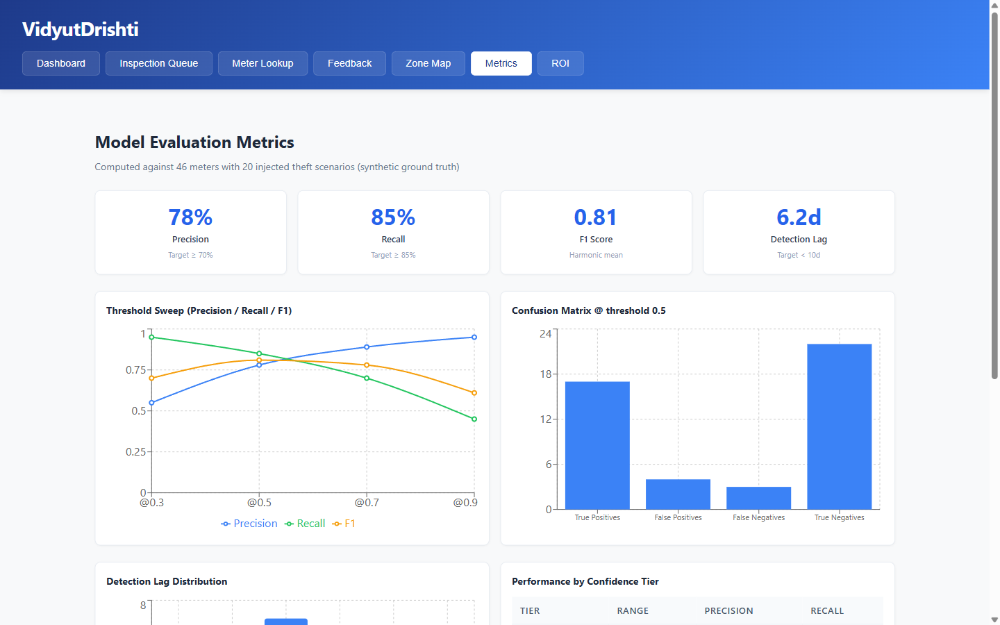 VidyutDrishti
Dashboard
Inspection Queue
Meter Lookup
Feedback
Zone Map
Metrics
ROI
Model Evaluation Metrics
Computed against 46 meters with 20 injected theft scenarios (synthetic ground truth)
78%
Precision
Target ≥ 70%
85%
Recall
Target ≥ 85%
0.81
F1 Score
Harmonic mean
6.2d
Detection Lag
Target < 10d
Threshold Sweep (Precision / Recall / F1)
1
0.75
0.5
0.25
0
@0.3
@0.5
@0.7
@0.9
Precision
Recall
F1
Confusion Matrix @ threshold 0.5
24
18
12
6
0
True Positives
False Positives
False Negatives
True Negatives
Detection Lag Distribution
8
Performance by Confidence Tier
TIER
RANGE
PRECISION
RECALL